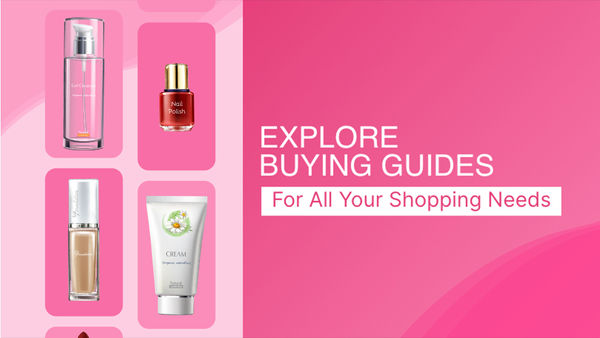 Nail
Polish
CREAM
EXPLORE
BUYING GUIDES
For All Your Shopping Needs